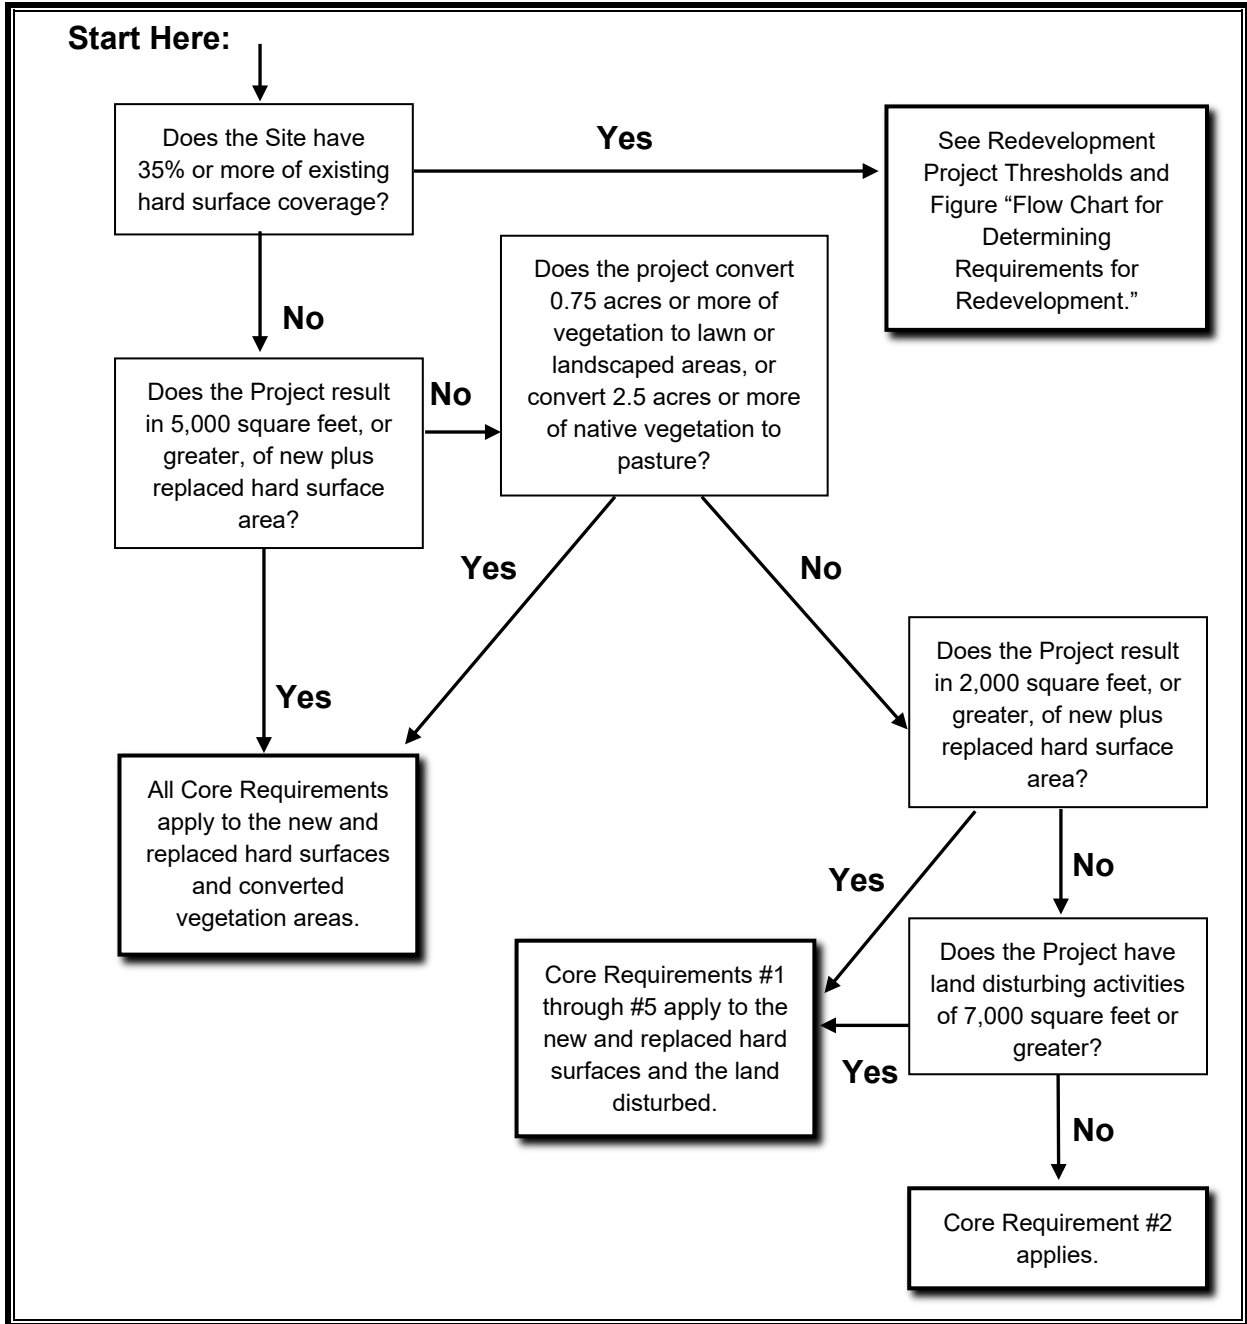 Start Here:
Does the Site have
35% or more of existing
hard surface coverage?
Yes
See Redevelopment
Project Thresholds and
Figure “Flow Chart for
Determining
Requirements for
Redevelopment.”
No
Does the project convert
0.75 acres or more of
vegetation to lawn or
landscaped areas, or
convert 2.5 acres or more
of native vegetation to
pasture?
Does the Project result
in 5,000 square feet, or
greater, of new plus
replaced hard surface
area?
No
Yes
No
Yes
All Core Requirements
apply to the new and
replaced hard surfaces
and converted
vegetation areas.
Does the Project result
in 2,000 square feet, or
greater, of new plus
replaced hard surface
area?
Yes
No
Core Requirements #1
through #5 apply to the
new and replaced hard
surfaces and the land
disturbed.
Does the Project have
land disturbing activities
of 7,000 square feet or
greater?
Yes
No
Core Requirement #2
applies.